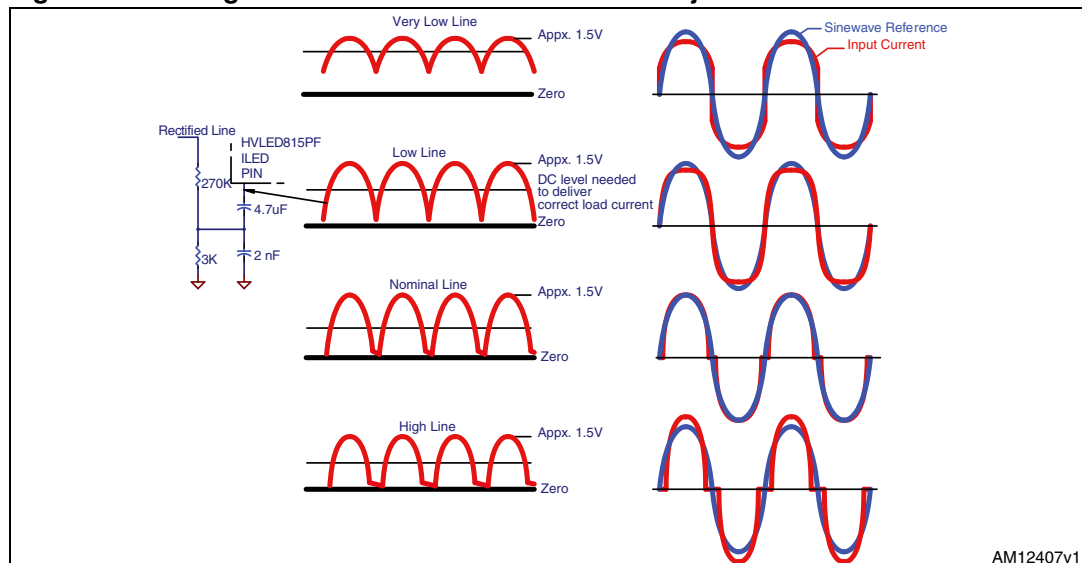 Very Low Line
Appx. 1.5V
Zero
Sinewave Reference
Input Current
Rectified Line
HVLED815PF
ILED
PIN
270K
4.7uF
3K
2 nF
Low Line
Appx. 1.5V
DC level needed
to deliver
correct load current
Zero
Nominal Line
Appx. 1.5V
Zero
High Line
Appx. 1.5V
Zero
AM12407v1